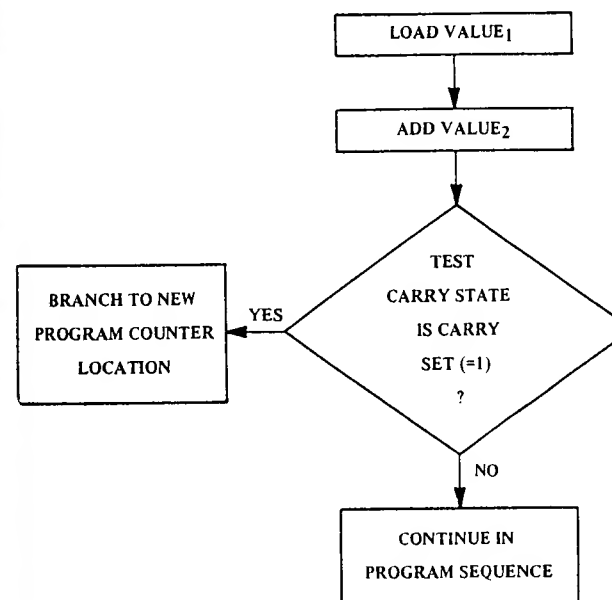 LOAD VALUE1
ADD VALUE2
TEST
CARRY STATE
IS CARRY
SET (=1)
?
YES
BRANCH TO NEW
PROGRAM COUNTER
LOCATION
NO
CONTINUE IN
PROGRAM SEQUENCE